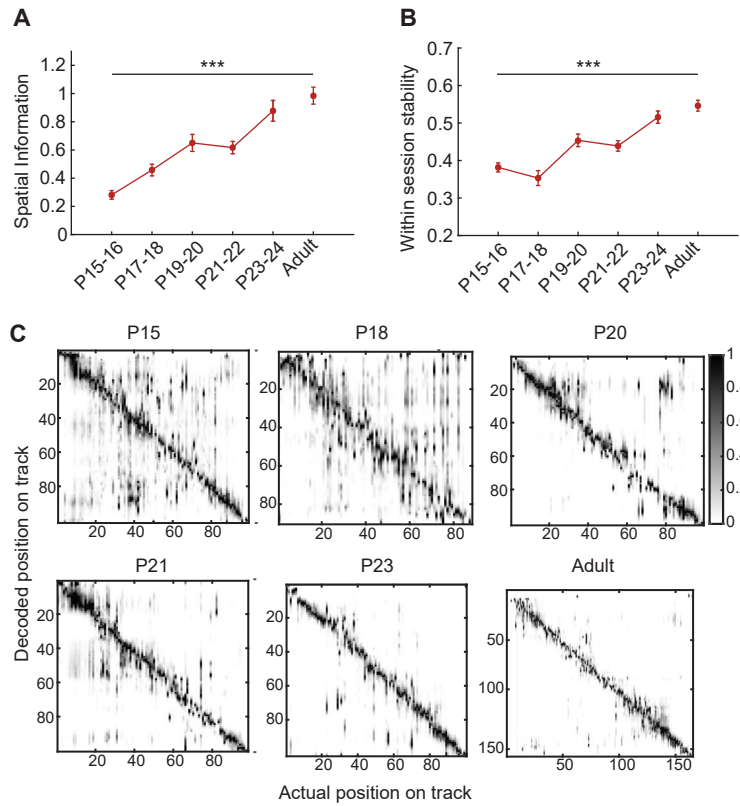 A
B
***
***
Spatial Information
1.2
1
0.8
0.6
0.4
0.2
0
P15-16
P17-18
P19-20
P21-22
P23-24
Adult
Within session stability
0.7
0.6
0.5
0.4
0.3
0.2
P15-16
P17-18
P19-20
P21-22
P23-24
Adult
C
P15
P18
P20
20
40
60
80
20 40 60 80
20
40
60
80
20 40 60 80
20
40
60
80
20 40 60 80
1
0
Decoded position on track
P21
P23
Adult
20
40
60
80
20 40 60 80
20
40
60
80
20 40 60 80
50
100
150
50 100 150
Actual position on track